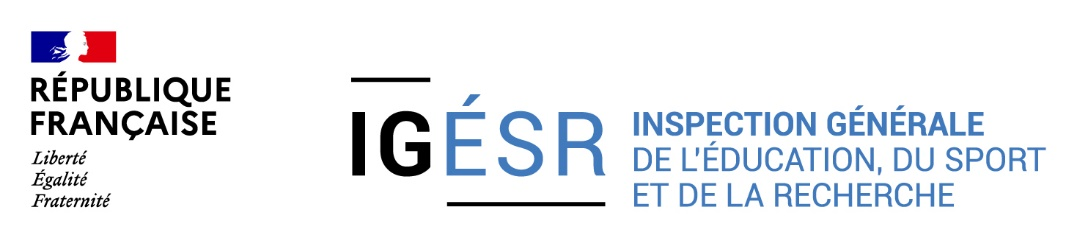 RÉPUBLIQUE
FRANÇAISE
Liberté
Égalité
Fraternité
IGÉSR
INSPECTION GÉNÉRALE
DE L'ÉDUCATION, DU SPORT
ET DE LA RECHERCHE